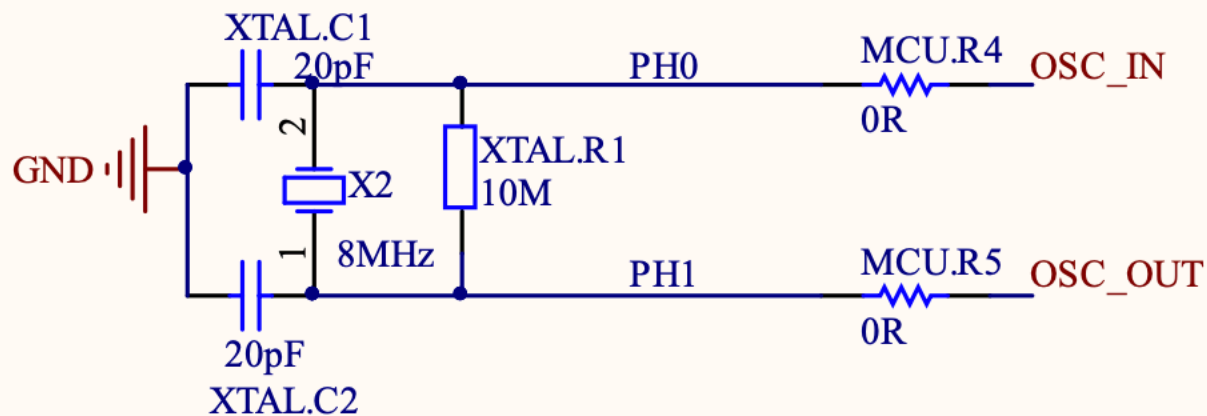 XTAL.C1
20pF
PH0
MCU.R4
OSC_IN
0R
2
XTAL.R1
10M
GND
X2
1
8MHz
PH1
MCU.R5
OSC_OUT
0R
20pF
XTAL.C2